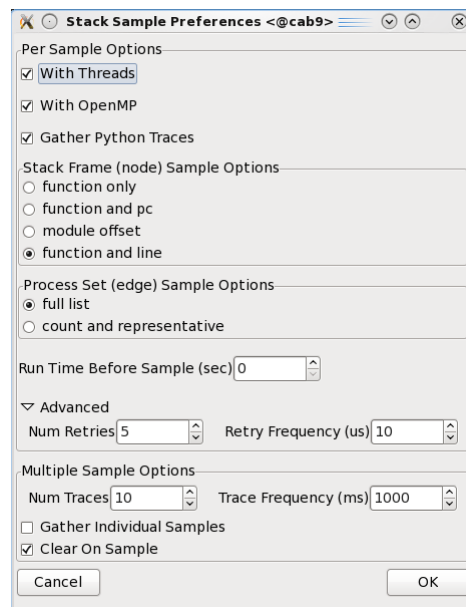 Stack Sample Preferences <@cab9>
Per Sample Options
With Threads
With OpenMP
Gather Python Traces
Stack Frame (node) Sample Options
function only
function and pc
module offset
function and line
Process Set (edge) Sample Options
full list
count and representative
Run Time Before Sample (sec) 0
Advanced
Num Retries 5 Retry Frequency (us) 10
Multiple Sample Options
Num Traces 10 Trace Frequency (ms) 1000
Gather Individual Samples
Clear On Sample
Cancel OK